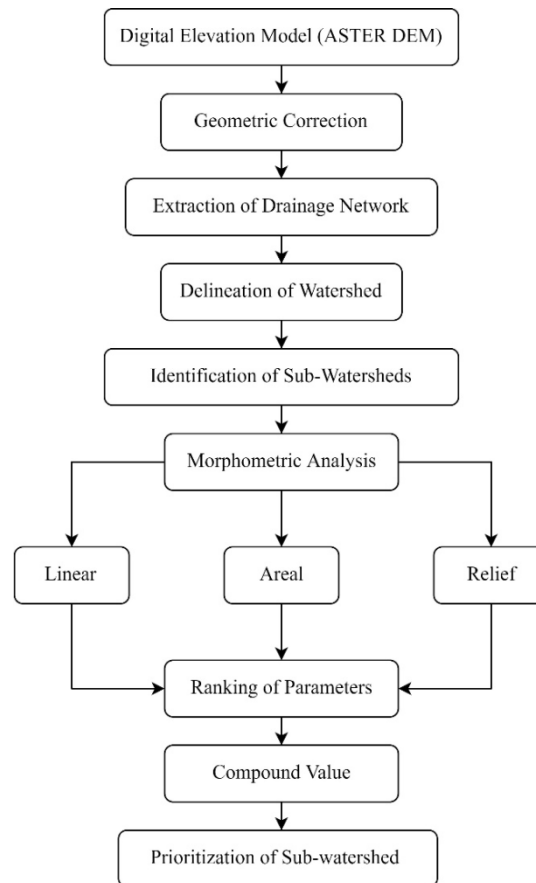 Digital Elevation Model (ASTER DEM)
Geometric Correction
Extraction of Drainage Network
Delineation of Watershed
Identification of Sub-Watersheds
Morphometric Analysis
Linear
Areal
Relief
Ranking of Parameters
Compound Value
Prioritization of Sub-watershed